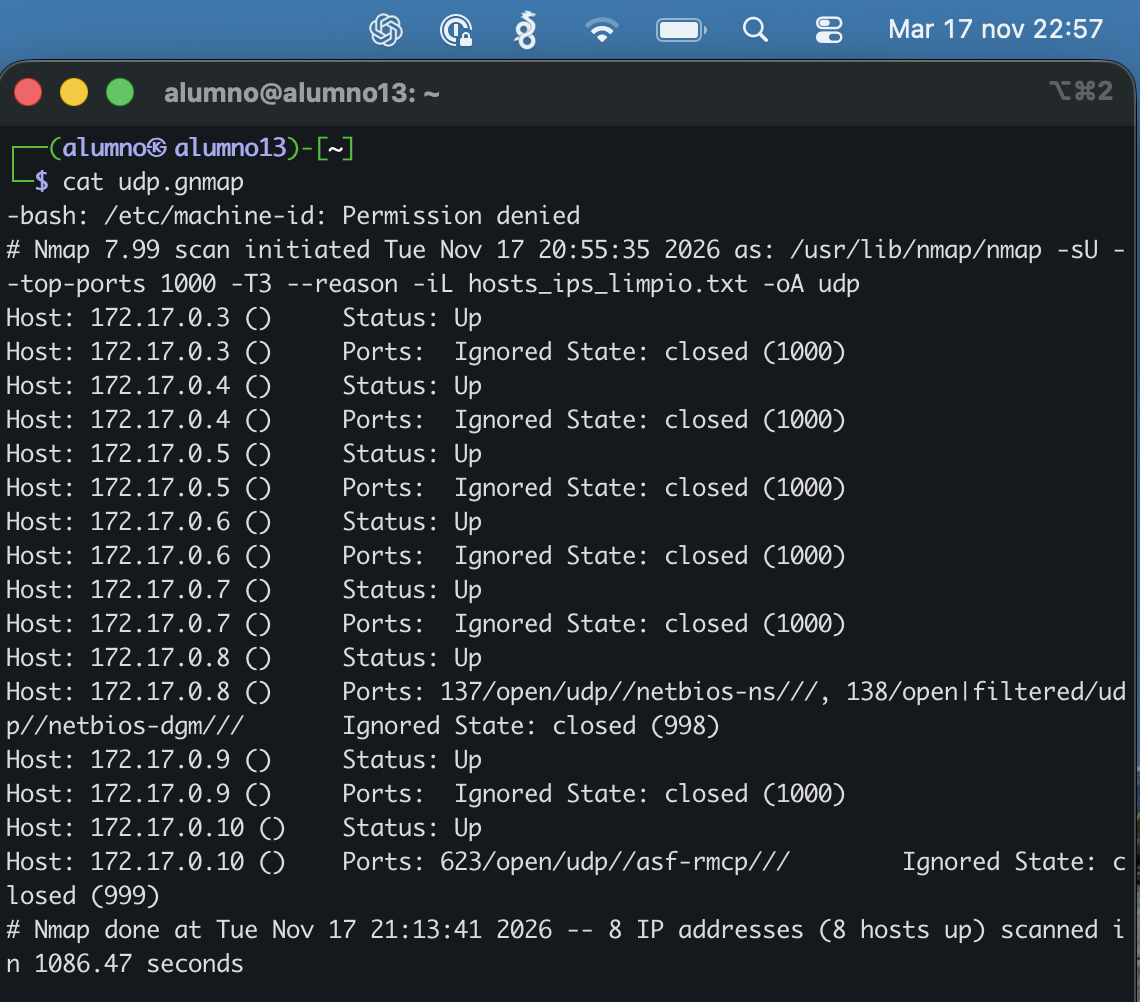 Mar 17 nov 22:57
alumno@alumno13: ~ ⌥⌘2
┌──(alumno㉿ alumno13)-[~]
└─$ cat udp.gnmap
-bash: /etc/machine-id: Permission denied
# Nmap 7.99 scan initiated Tue Nov 17 20:55:35 2026 as: /usr/lib/nmap/nmap -sU -
-top-ports 1000 -T3 --reason -iL hosts_ips_limpio.txt -oA udp
Host: 172.17.0.3 ()     Status: Up
Host: 172.17.0.3 ()     Ports:  Ignored State: closed (1000)
Host: 172.17.0.4 ()     Status: Up
Host: 172.17.0.4 ()     Ports:  Ignored State: closed (1000)
Host: 172.17.0.5 ()     Status: Up
Host: 172.17.0.5 ()     Ports:  Ignored State: closed (1000)
Host: 172.17.0.6 ()     Status: Up
Host: 172.17.0.6 ()     Ports:  Ignored State: closed (1000)
Host: 172.17.0.7 ()     Status: Up
Host: 172.17.0.7 ()     Ports:  Ignored State: closed (1000)
Host: 172.17.0.8 ()     Status: Up
Host: 172.17.0.8 ()     Ports: 137/open/udp//netbios-ns///, 138/open|filtered/ud
p//netbios-dgm///       Ignored State: closed (998)
Host: 172.17.0.9 ()     Status: Up
Host: 172.17.0.9 ()     Ports:  Ignored State: closed (1000)
Host: 172.17.0.10 ()    Status: Up
Host: 172.17.0.10 ()    Ports: 623/open/udp//asf-rmcp///        Ignored State: c
losed (999)
# Nmap done at Tue Nov 17 21:13:41 2026 -- 8 IP addresses (8 hosts up) scanned i
n 1086.47 seconds